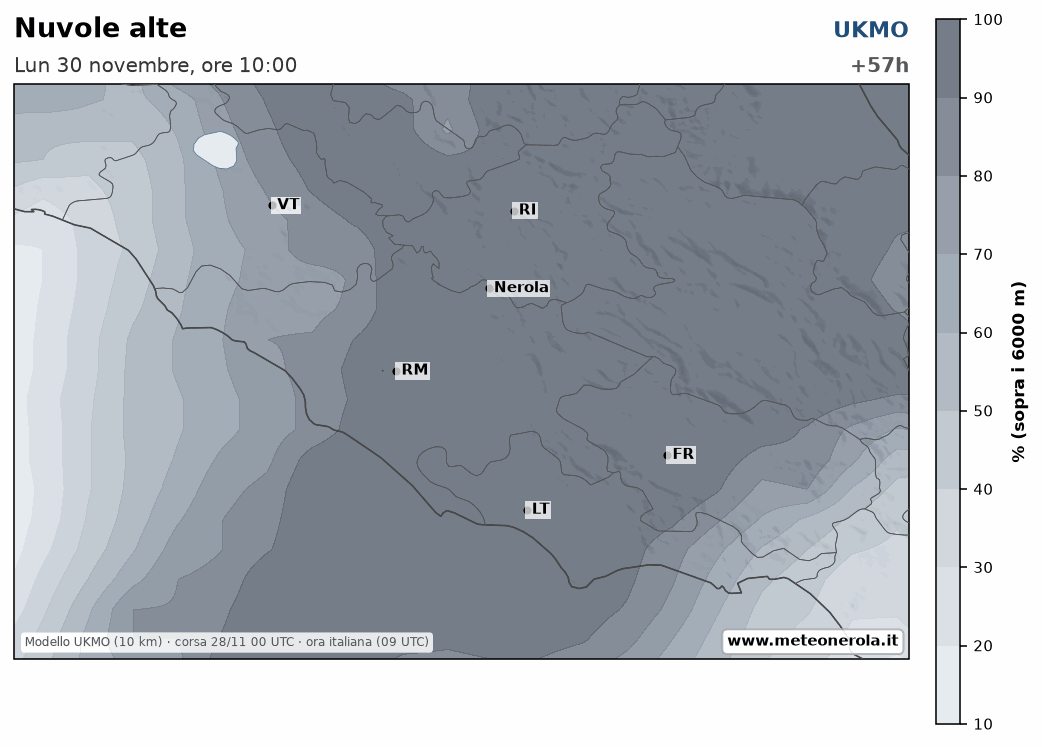 Nuvole alte
UKMO
Lun 30 novembre, ore 10:00
+57h
VT
RI
Nerola
RM
FR
LT
Modello UKMO (10 km) · corsa 28/11 00 UTC · ora italiana (09 UTC)
www.meteonerola.it
100
90
80
70
60
50
40
30
20
10
% (sopra i 6000 m)